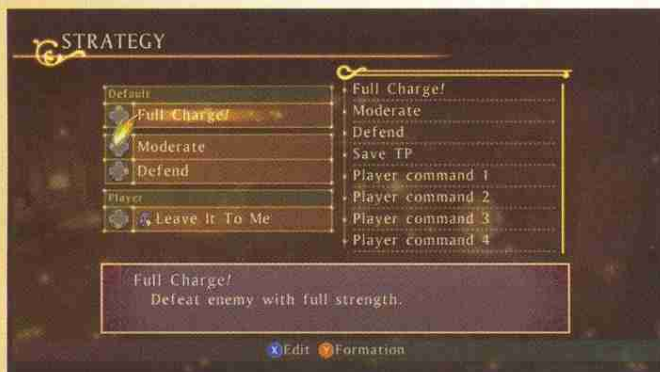 STRATEGY
Default
Full Charge!
Moderate
Defend
Player
Leave It To Me
Full Charge!
Moderate
Defend
Save TP
Player command 1
Player command 2
Player command 3
Player command 4
Full Charge!
Defeat enemy with full strength.
X Edit Y Formation